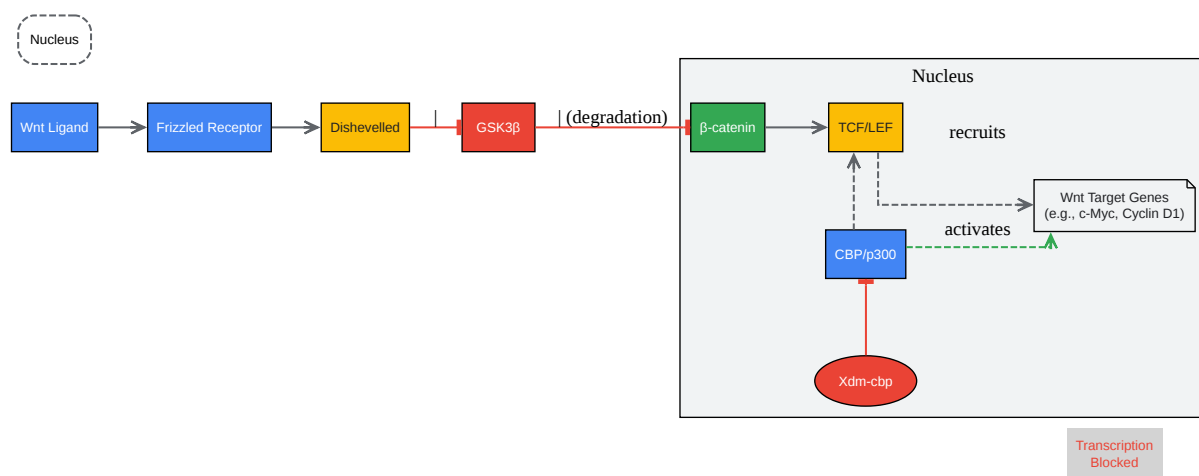 Nucleus
Nucleus
Wnt Ligand
Frizzled Receptor
Dishevelled
|
GSK3β
| (degradation)
β-catenin
TCF/LEF
recruits
Wnt Target Genes
(e.g., c-Myc, Cyclin D1)
activates
CBP/p300
Xdm-cbp
Transcription
Blocked